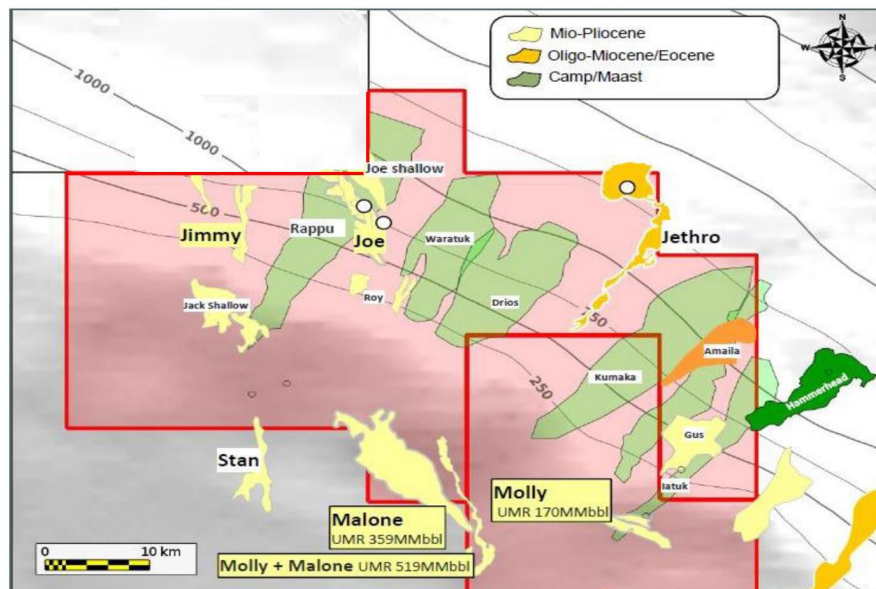 Mio-Pliocene
Oligo-Miocene/Eocene
Camp/Maast
N
W
S
1000
1000
500
Joe shallow
Jimmy
Rappu
Joe
Waratuk
Jethro
Jack Shallow
Roy
Drios
750
250
Kumaka
Amaila
Hammerhead
Gus
Stan
Iatuk
Molly
UMR 170MMbbl
Malone
UMR 359MMbbl
Molly + Malone UMR 519MMbbl
0 10 km